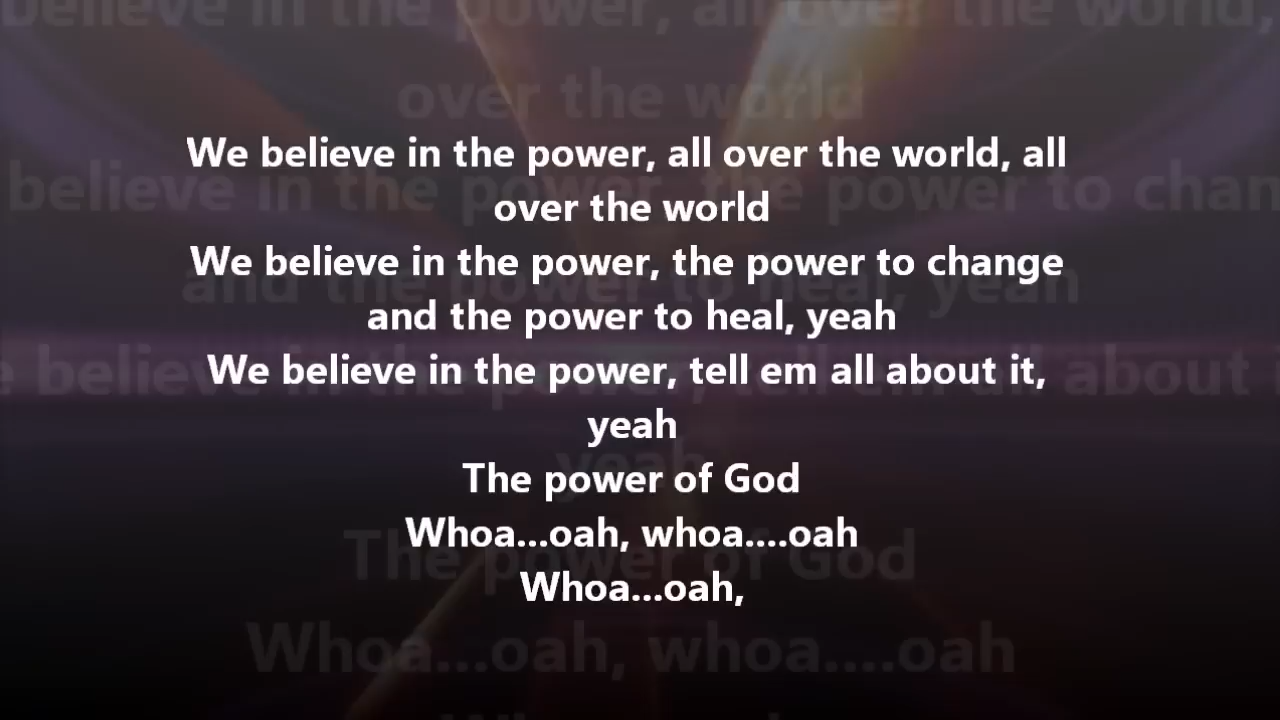 We believe in the power, all over the world, all
over the world
We believe in the power, the power to change
and the power to heal, yeah
We believe in the power, tell em all about it,
yeah
The power of God
Whoa...oah, whoa....oah
Whoa...oah,